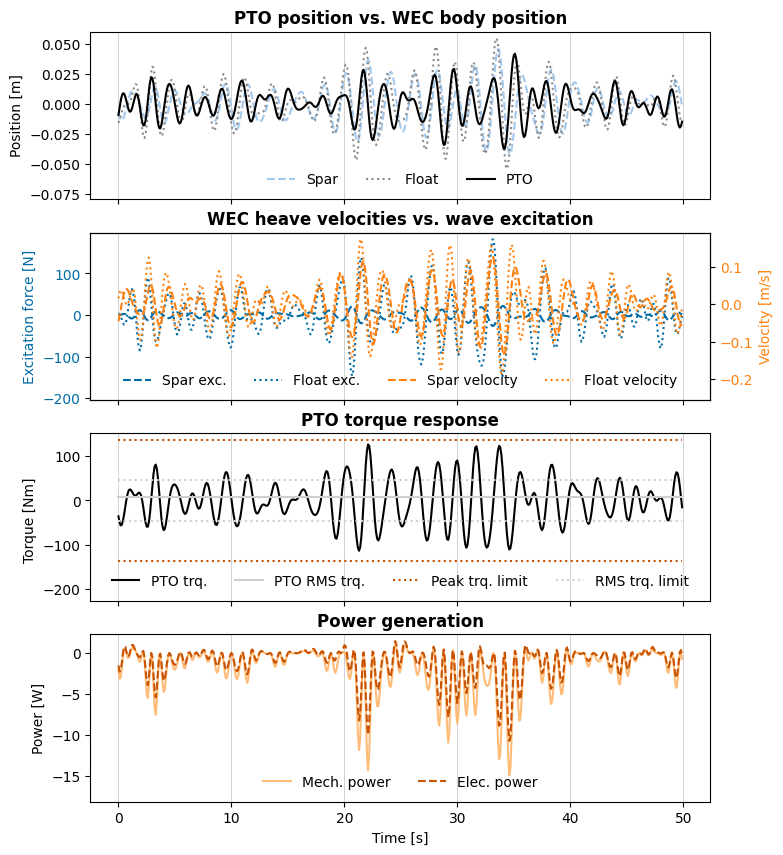 PTO position vs. WEC body position
0.050
0.025
0.000
−0.025
−0.050
−0.075
Position [m]
Spar Float PTO
WEC heave velocities vs. wave excitation
100
0
−100
−200
Excitation force [N]
0.1
0.0
−0.1
−0.2
Velocity [m/s]
Spar exc. Float exc. Spar velocity Float velocity
PTO torque response
100
0
−100
−200
Torque [Nm]
PTO trq. PTO RMS trq. Peak trq. limit RMS trq. limit
Power generation
0
−5
−10
−15
Power [W]
Mech. power Elec. power
0 10 20 30 40 50
Time [s]